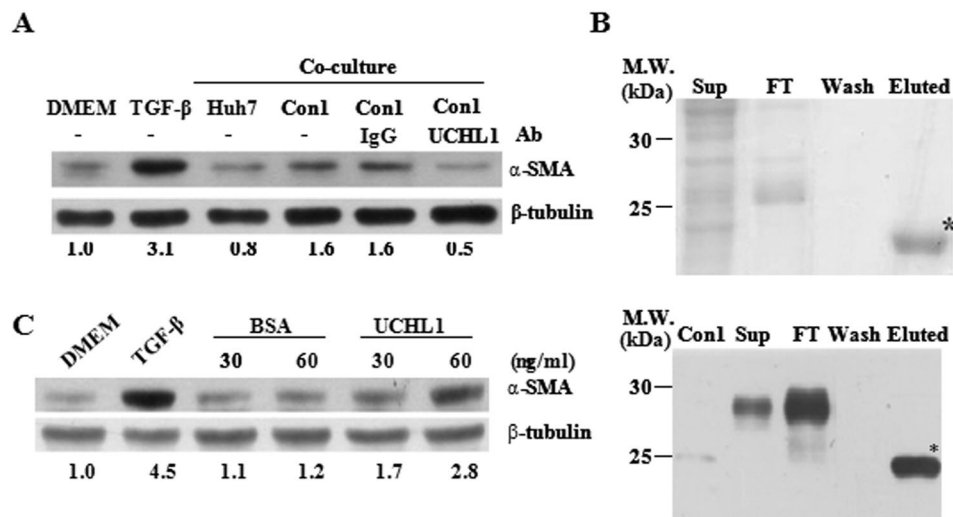 A
Co-culture
DMEM TGF-β Huh7 Con1 Con1 Con1
- - - - IgG UCHL1 Ab
α-SMA
β-tubulin
1.0 3.1 0.8 1.6 1.6 0.5
B
M.W.
(kDa) Sup FT Wash Eluted
30
25
*
C
DMEM TGF-β BSA UCHL1
30 60 30 60 (ng/ml)
α-SMA
β-tubulin
1.0 4.5 1.1 1.2 1.7 2.8
M.W.
(kDa) Con1 Sup FT Wash Eluted
30
25
*